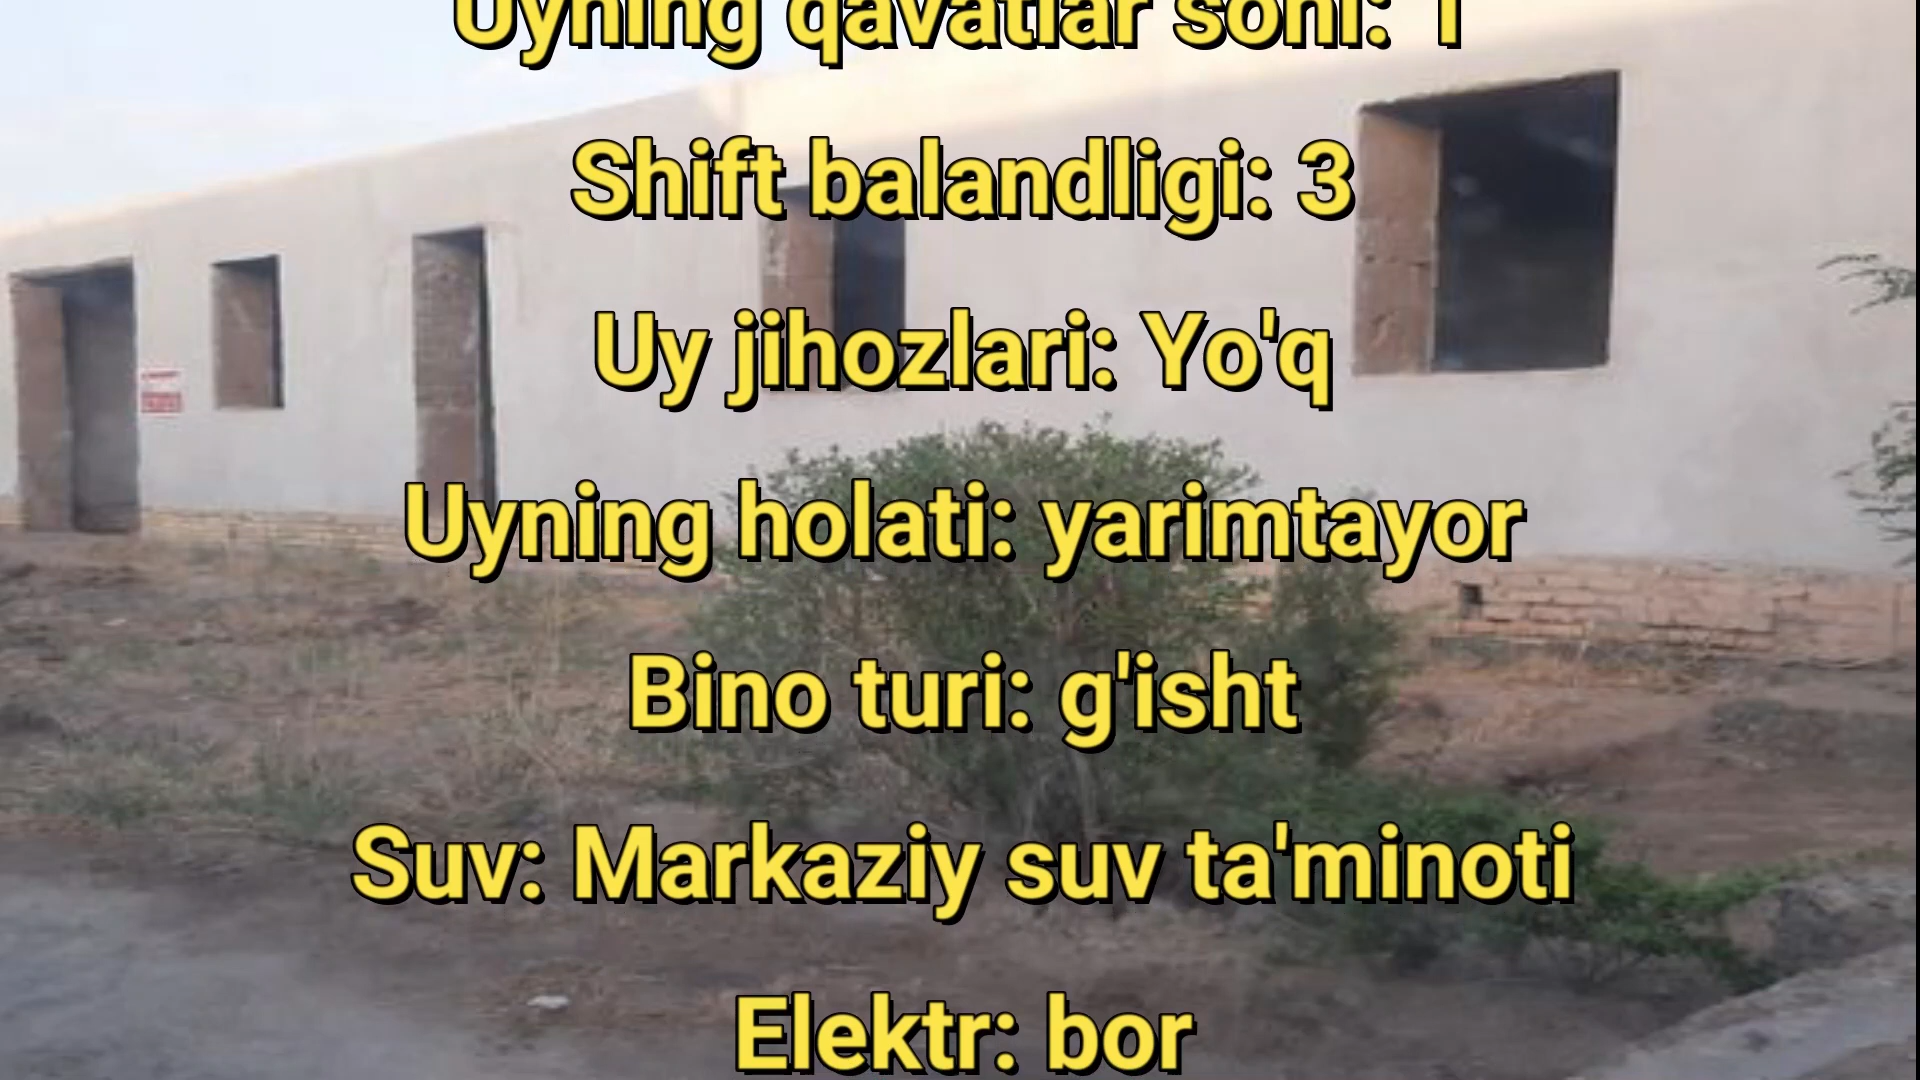 Uyning qavatlar soni: 1
Shift balandligi: 3
Uy jihozlari: Yo'q
Uyning holati: yarimtayor
Bino turi: g'isht
Suv: Markaziy suv ta'minoti
Elektr: bor